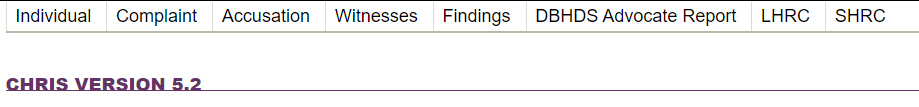 Individual Complaint Accusation Witnesses Findings DBHDS Advocate Report LHRC SHRC
CHRIS VERSION 5.2